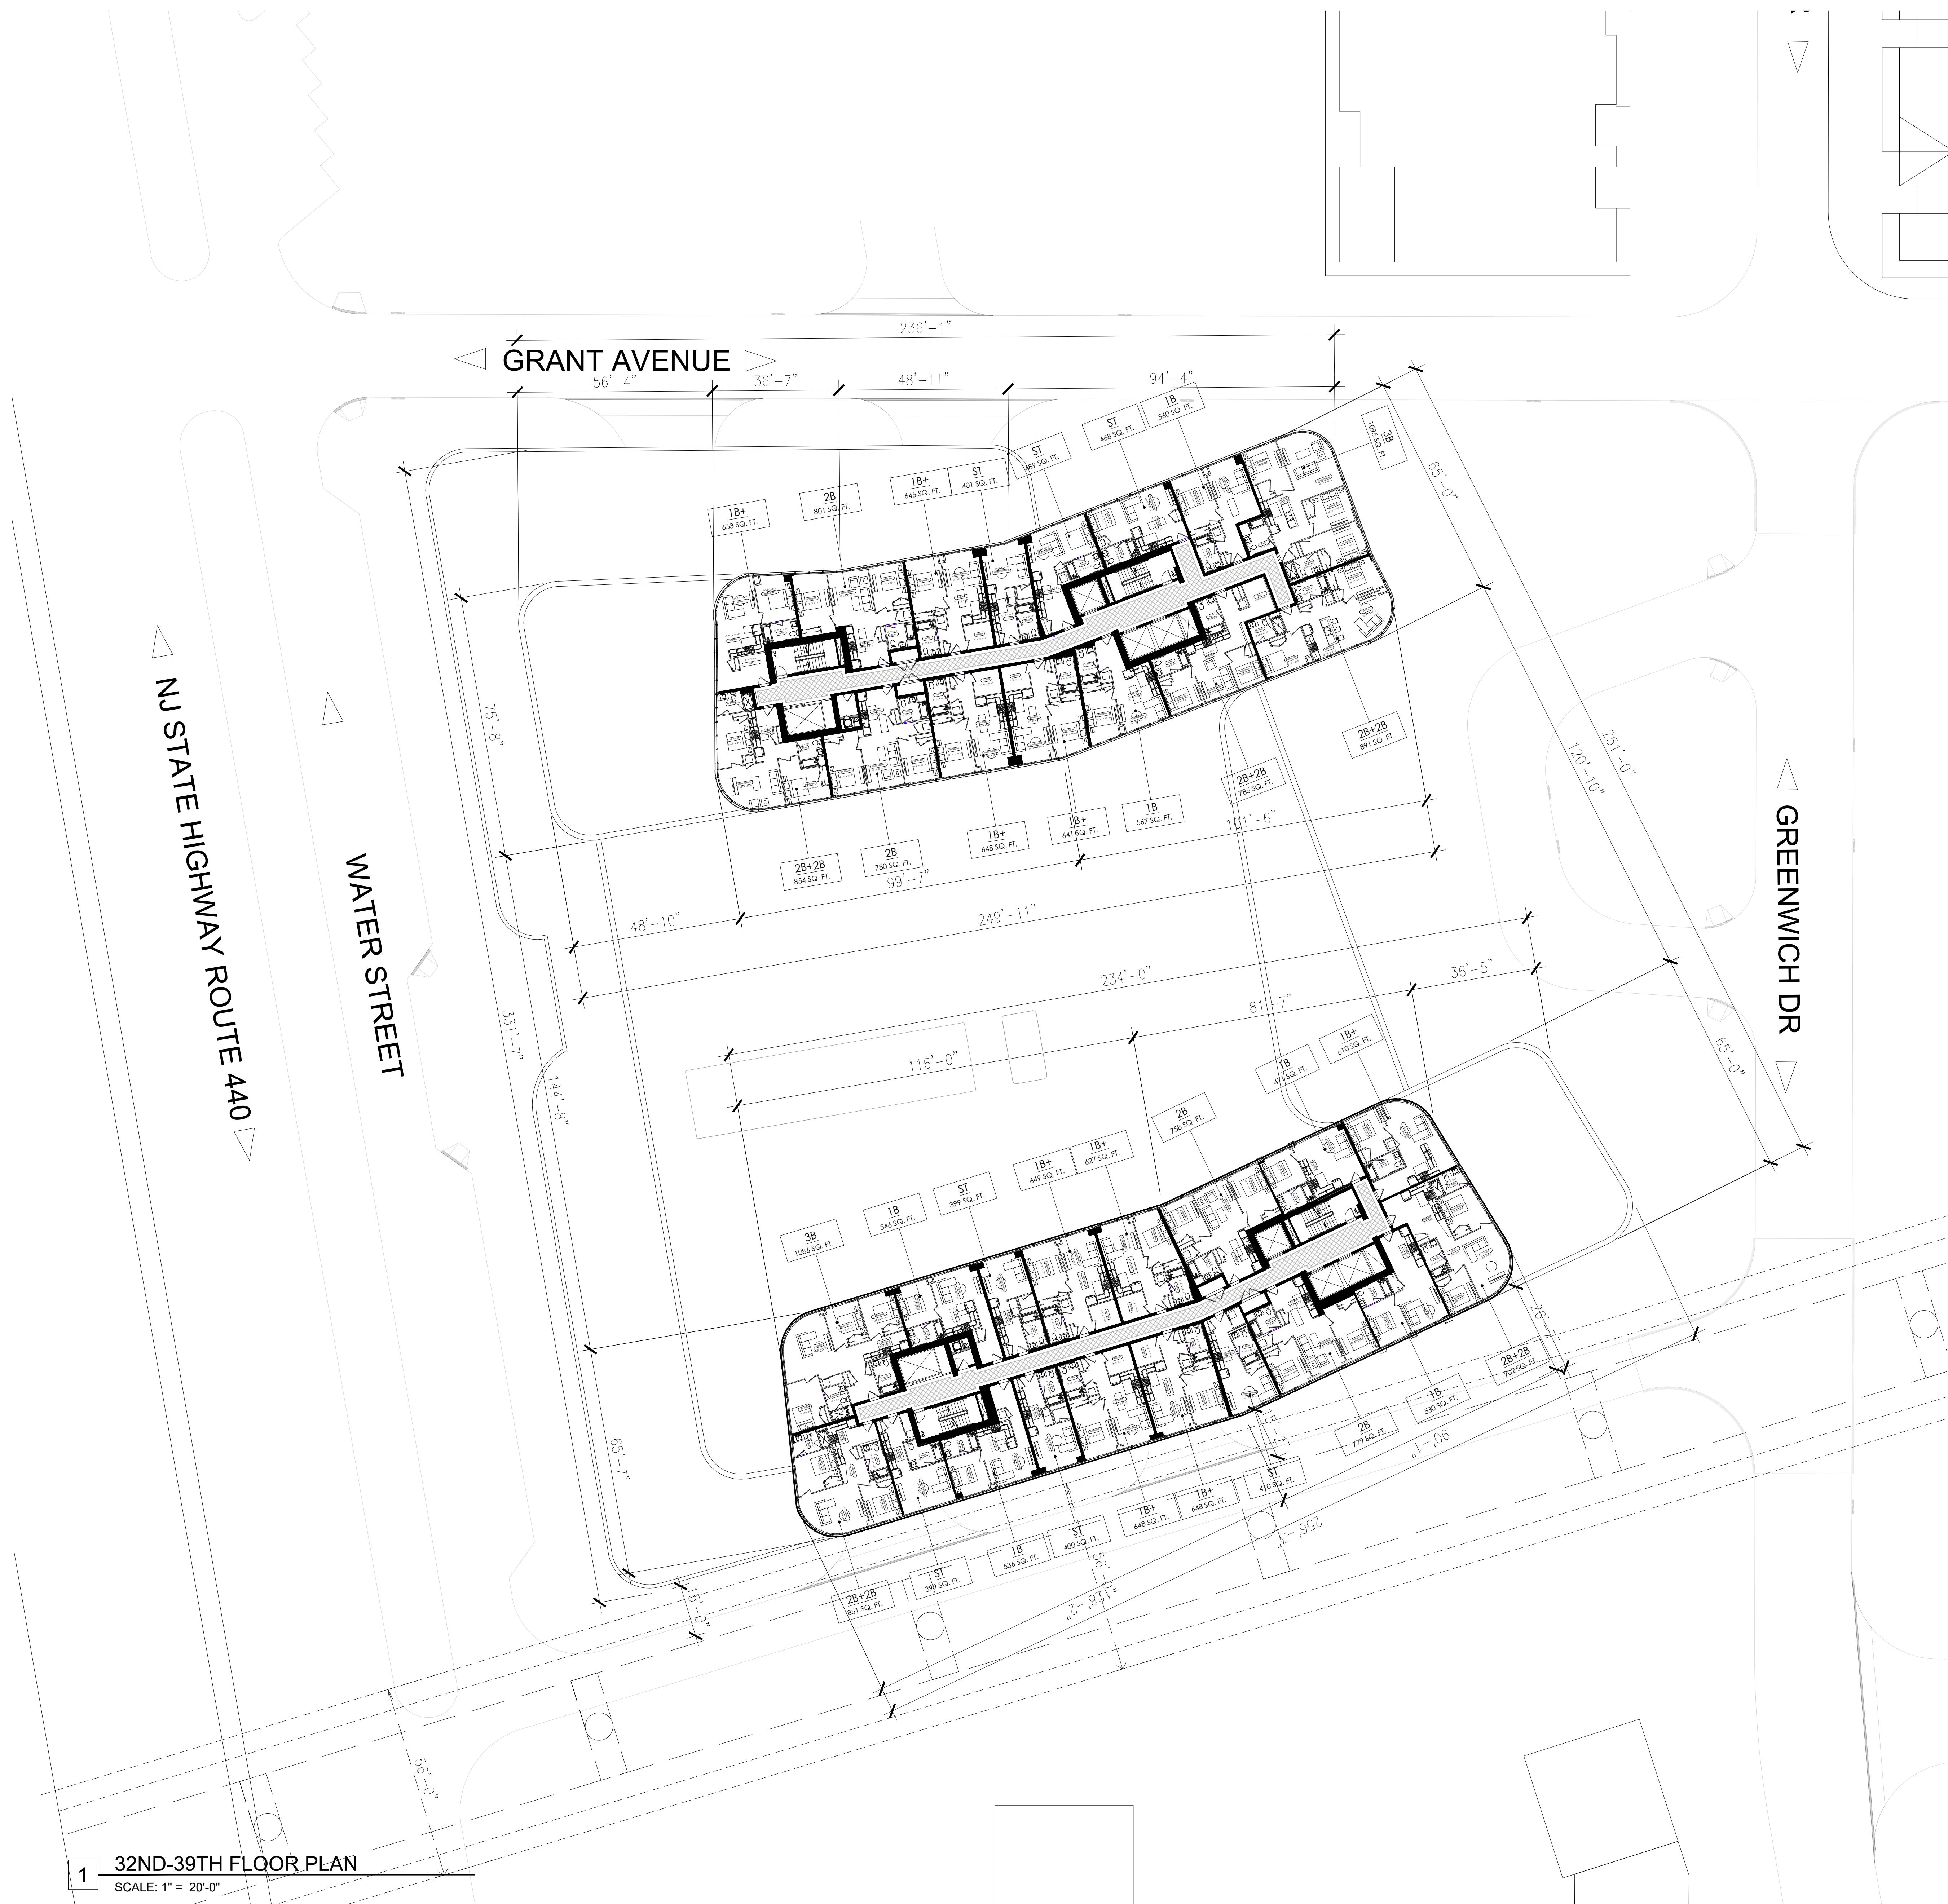 236'-1"
GRANT AVENUE
56'-4"
36'-7"
48'-11"
94'-4"
1B
560 SQ. FT.
ST
468 SQ. FT.
3B
1095 SQ. FT.
ST
489 SQ. FT.
1B+
645 SQ. FT.
ST
401 SQ. FT.
2B
801 SQ. FT.
1B+
653 SQ. FT.
65'-0"
75'-8"
251'-0"
120'-10"
2B+2B
891 SQ. FT.
2B+2B
785 SQ. FT.
1B
567 SQ. FT.
1B+
641 SQ. FT.
1B+
648 SQ. FT.
2B
780 SQ. FT.
2B+2B
854 SQ. FT.
101'-6"
99'-7"
48'-10"
249'-11"
NJ STATE HIGHWAY ROUTE 440
WATER STREET
GREENWICH DR
234'-0"
36'-5"
81'-7"
116'-0"
331'-7"
144'-8"
65'-0"
1B+
610 SQ. FT.
1B
471 SQ. FT.
2B
758 SQ. FT.
1B+
627 SQ. FT.
1B+
649 SQ. FT.
ST
399 SQ. FT.
1B
546 SQ. FT.
3B
1086 SQ. FT.
2B+2B
902 SQ. FT.
1B
530 SQ. FT.
2B
779 SQ. FT.
90'-1"
ST
410 SQ. FT.
1B+
648 SQ. FT.
1B+
648 SQ. FT.
256'-3"
ST
400 SQ. FT.
1B
536 SQ. FT.
ST
399 SQ. FT.
2B+2B
851 SQ. FT.
65'-7"
15'-0"
56'-0"
128'-2"
56'-0"
1
32ND-39TH FLOOR PLAN
SCALE: 1" = 20'-0"